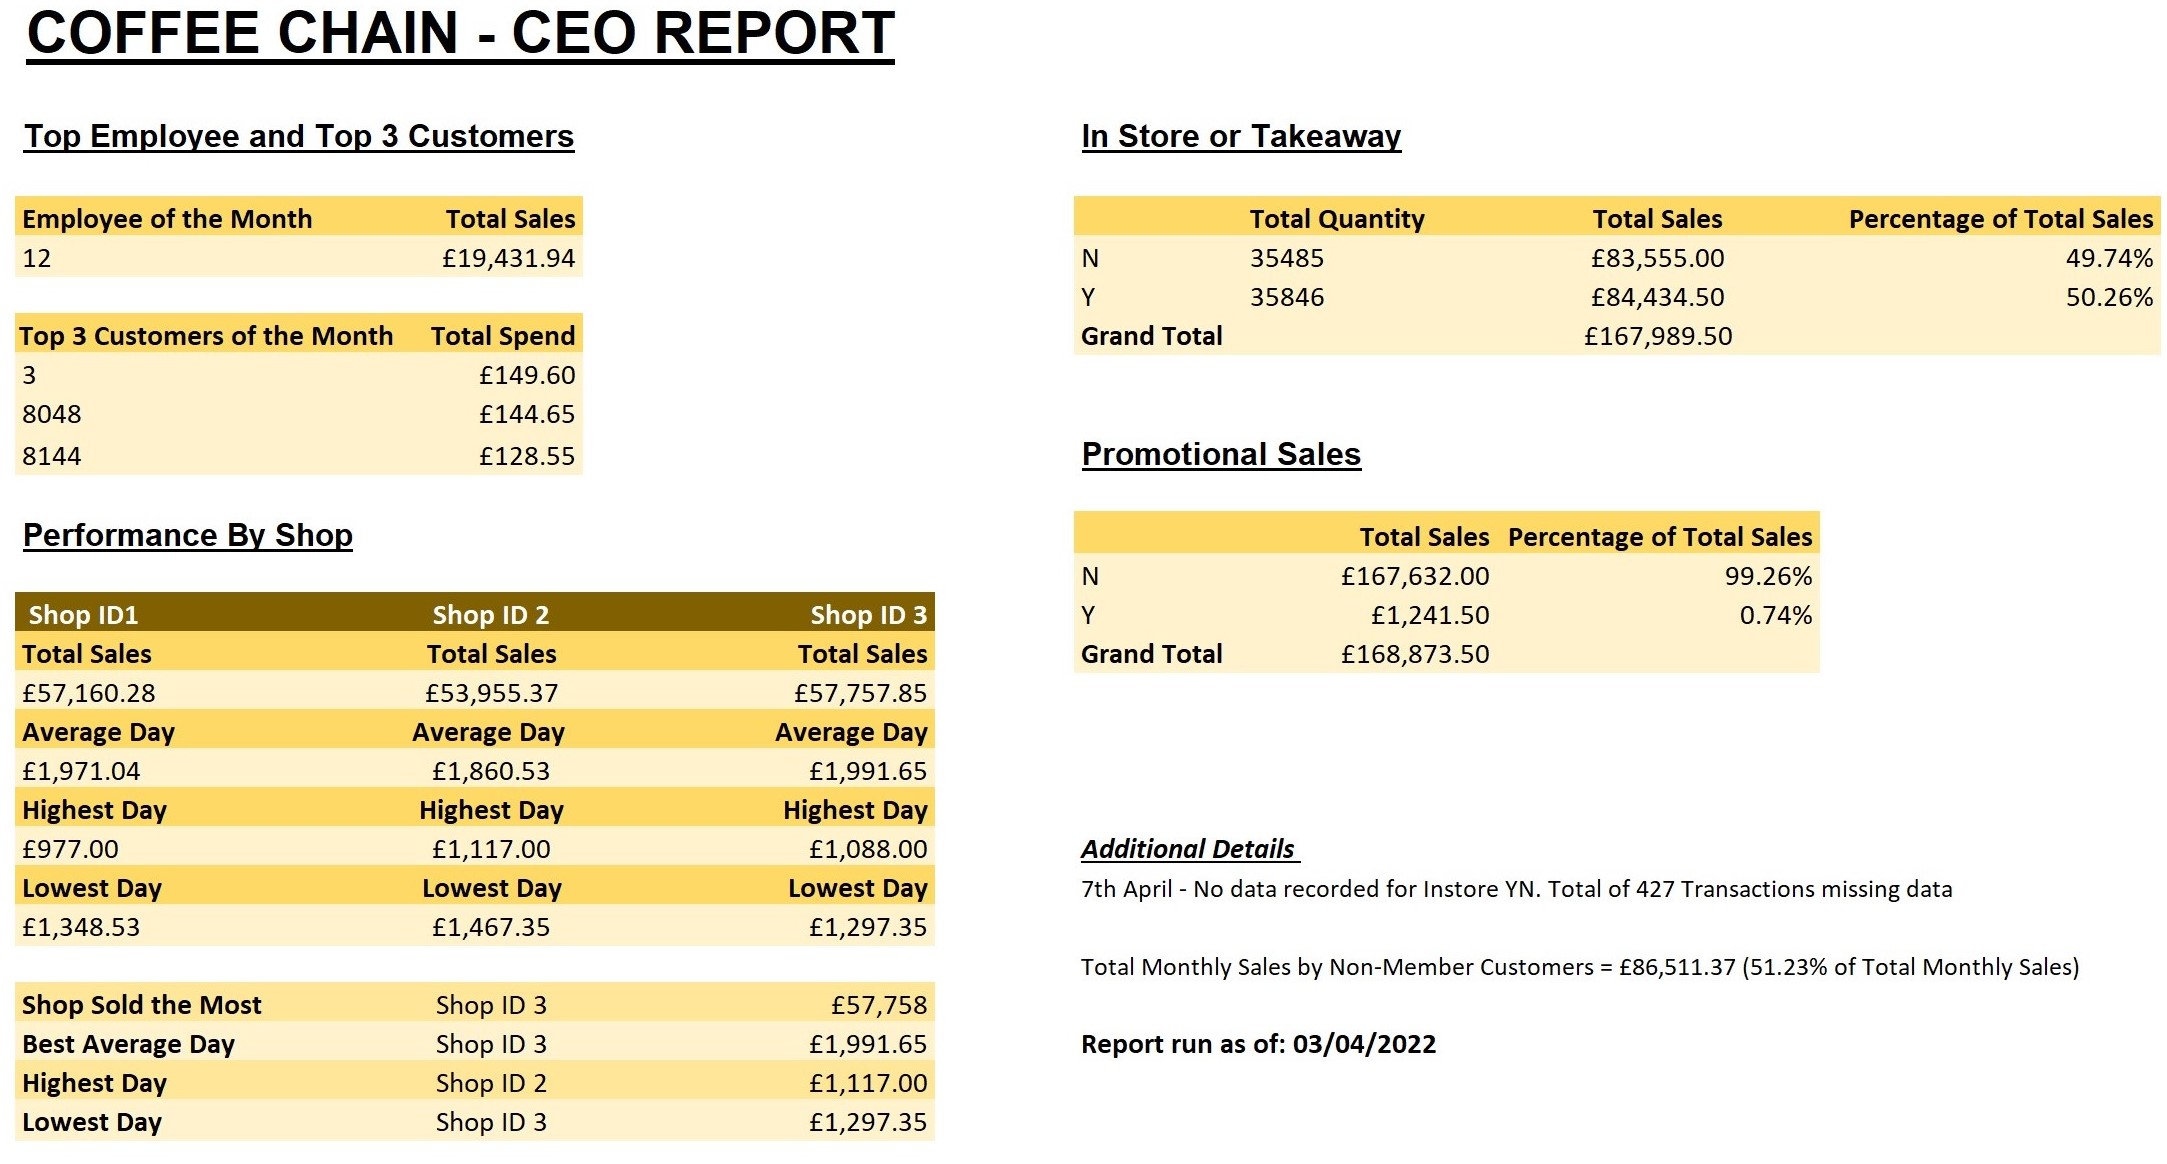 COFFEE CHAIN - CEO REPORT
Top Employee and Top 3 Customers
Employee of the Month Total Sales
12 £19,431.94
Top 3 Customers of the Month Total Spend
3 £149.60
8048 £144.65
8144 £128.55
Performance By Shop
Shop ID1 Shop ID 2 Shop ID 3
Total Sales Total Sales Total Sales
£57,160.28 £53,955.37 £57,757.85
Average Day Average Day Average Day
£1,971.04 £1,860.53 £1,991.65
Highest Day Highest Day Highest Day
£977.00 £1,117.00 £1,088.00
Lowest Day Lowest Day Lowest Day
£1,348.53 £1,467.35 £1,297.35
Shop Sold the Most Shop ID 3 £57,758
Best Average Day Shop ID 3 £1,991.65
Highest Day Shop ID 2 £1,117.00
Lowest Day Shop ID 3 £1,297.35
In Store or Takeaway
Total Quantity Total Sales Percentage of Total Sales
N 35485 £83,555.00 49.74%
Y 35846 £84,434.50 50.26%
Grand Total £167,989.50
Promotional Sales
Total Sales Percentage of Total Sales
N £167,632.00 99.26%
Y £1,241.50 0.74%
Grand Total £168,873.50
Additional Details
7th April - No data recorded for Instore YN. Total of 427 Transactions missing data
Total Monthly Sales by Non-Member Customers = £86,511.37 (51.23% of Total Monthly Sales)
Report run as of: 03/04/2022